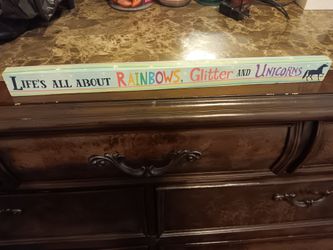 LIFE'S ALL ABOUT RAINBOWS, Glitter AND UNICORNS